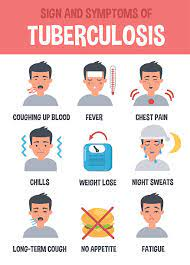 SIGN AND SYMPTOMS OF
TUBERCULOSIS
COUGHING UP BLOOD
FEVER
CHEST PAIN
CHILLS
WEIGHT LOSE
NIGHT SWEATS
LONG-TERM COUGH
NO APPETITE
FATIGUE